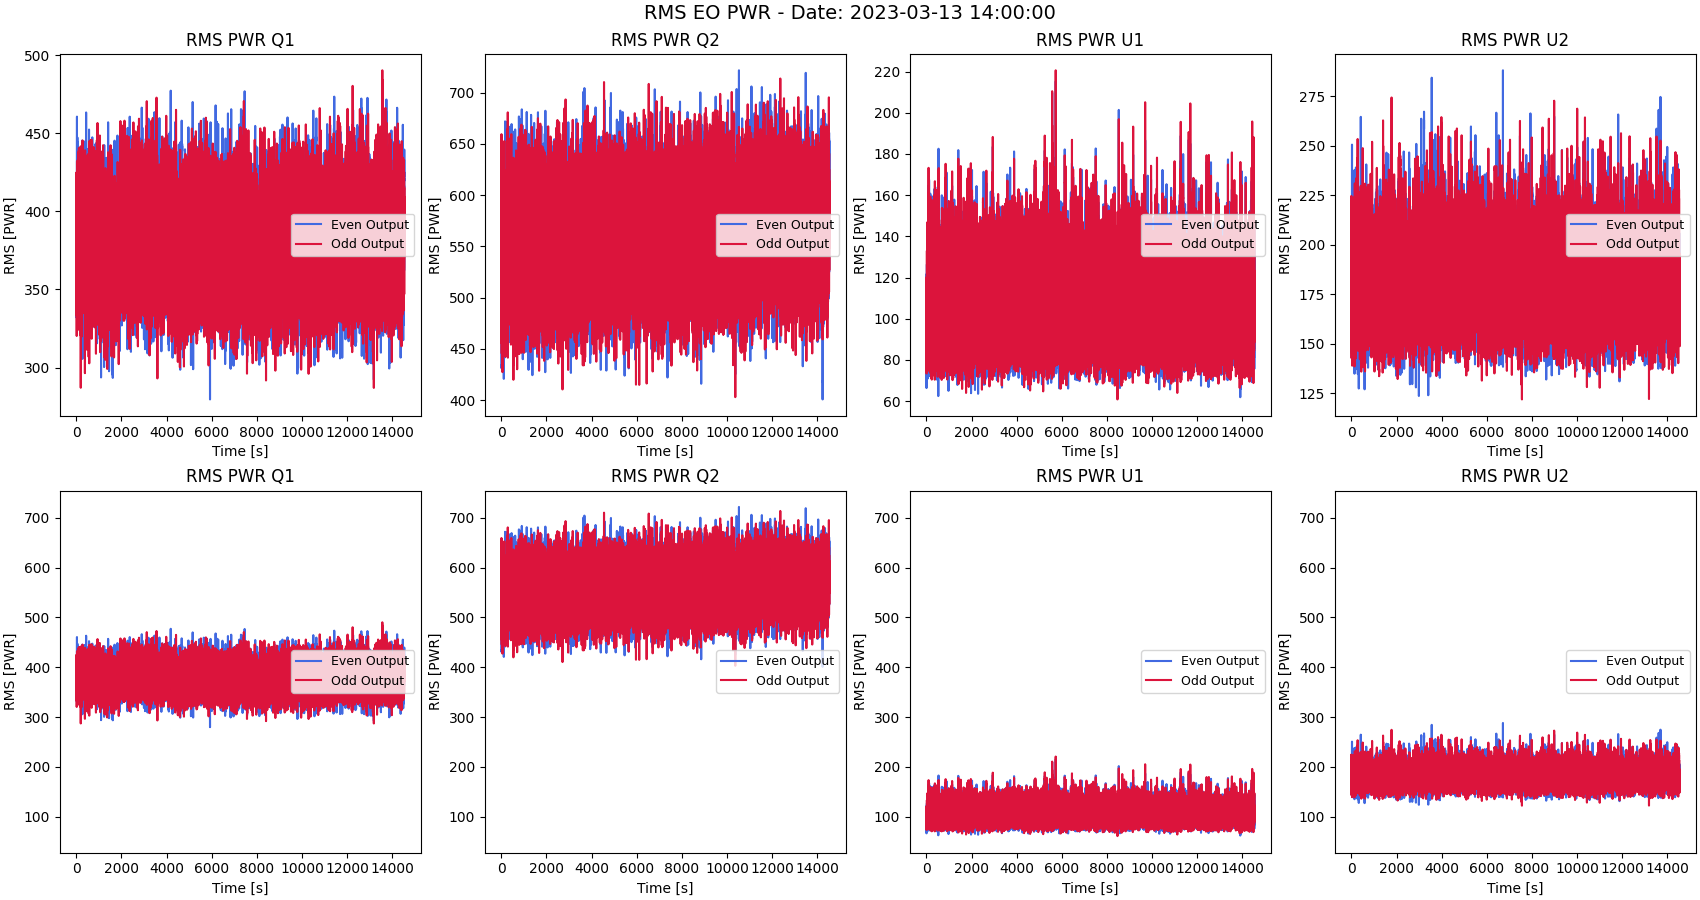 RMS EO PWR - Date: 2023-03-13 14:00:00
RMS PWR Q1
RMS [PWR]
500
450
400
350
300
Even Output
Odd Output
0 2000 4000 6000 8000 10000 12000 14000
Time [s]
RMS PWR Q2
RMS [PWR]
700
650
600
550
500
450
400
Even Output
Odd Output
0 2000 4000 6000 8000 10000 12000 14000
Time [s]
RMS PWR U1
RMS [PWR]
220
200
180
160
140
120
100
80
60
Even Output
Odd Output
0 2000 4000 6000 8000 10000 12000 14000
Time [s]
RMS PWR U2
RMS [PWR]
275
250
225
200
175
150
125
Even Output
Odd Output
0 2000 4000 6000 8000 10000 12000 14000
Time [s]
RMS PWR Q1
RMS [PWR]
700
600
500
400
300
200
100
Even Output
Odd Output
0 2000 4000 6000 8000 10000 12000 14000
Time [s]
RMS PWR Q2
RMS [PWR]
700
600
500
400
300
200
100
Even Output
Odd Output
0 2000 4000 6000 8000 10000 12000 14000
Time [s]
RMS PWR U1
RMS [PWR]
700
600
500
400
300
200
100
Even Output
Odd Output
0 2000 4000 6000 8000 10000 12000 14000
Time [s]
RMS PWR U2
RMS [PWR]
700
600
500
400
300
200
100
Even Output
Odd Output
0 2000 4000 6000 8000 10000 12000 14000
Time [s]